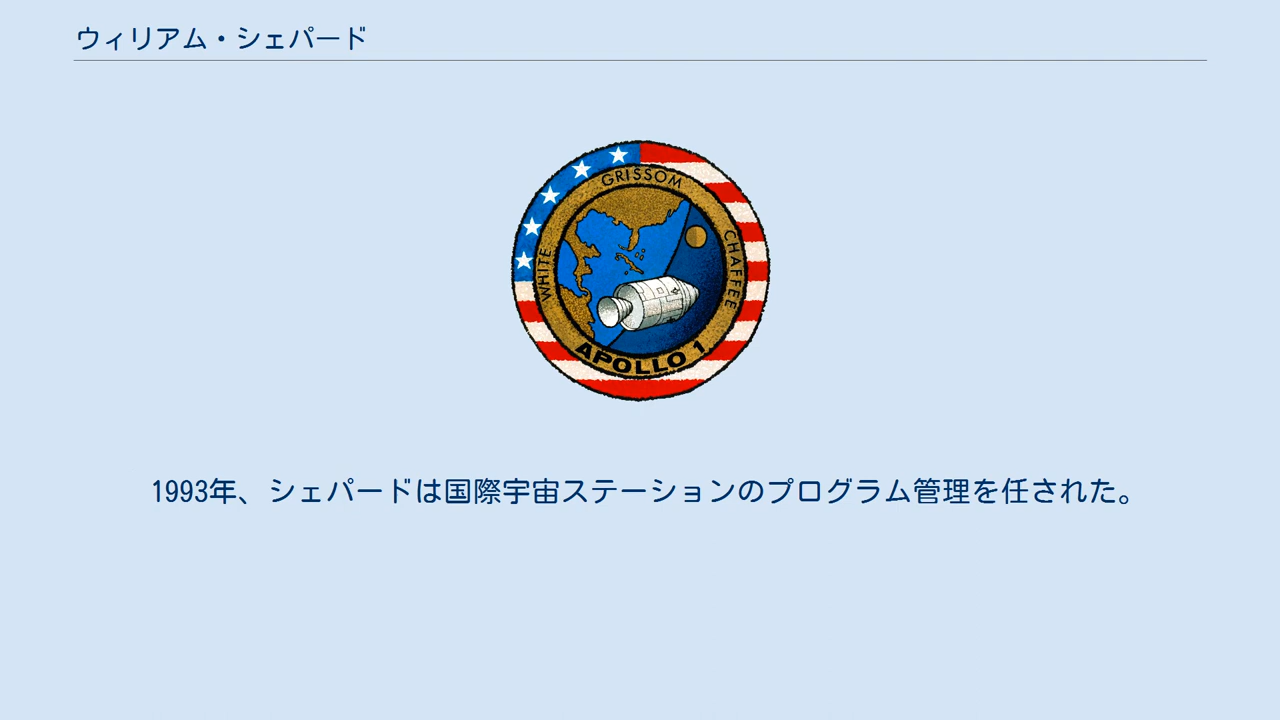 ウィリアム・シェパード
GRISSOM
WHITE
CHAFFEE
APOLLO 1
1993年、シェパードは国際宇宙ステーションのプログラム管理を任された。